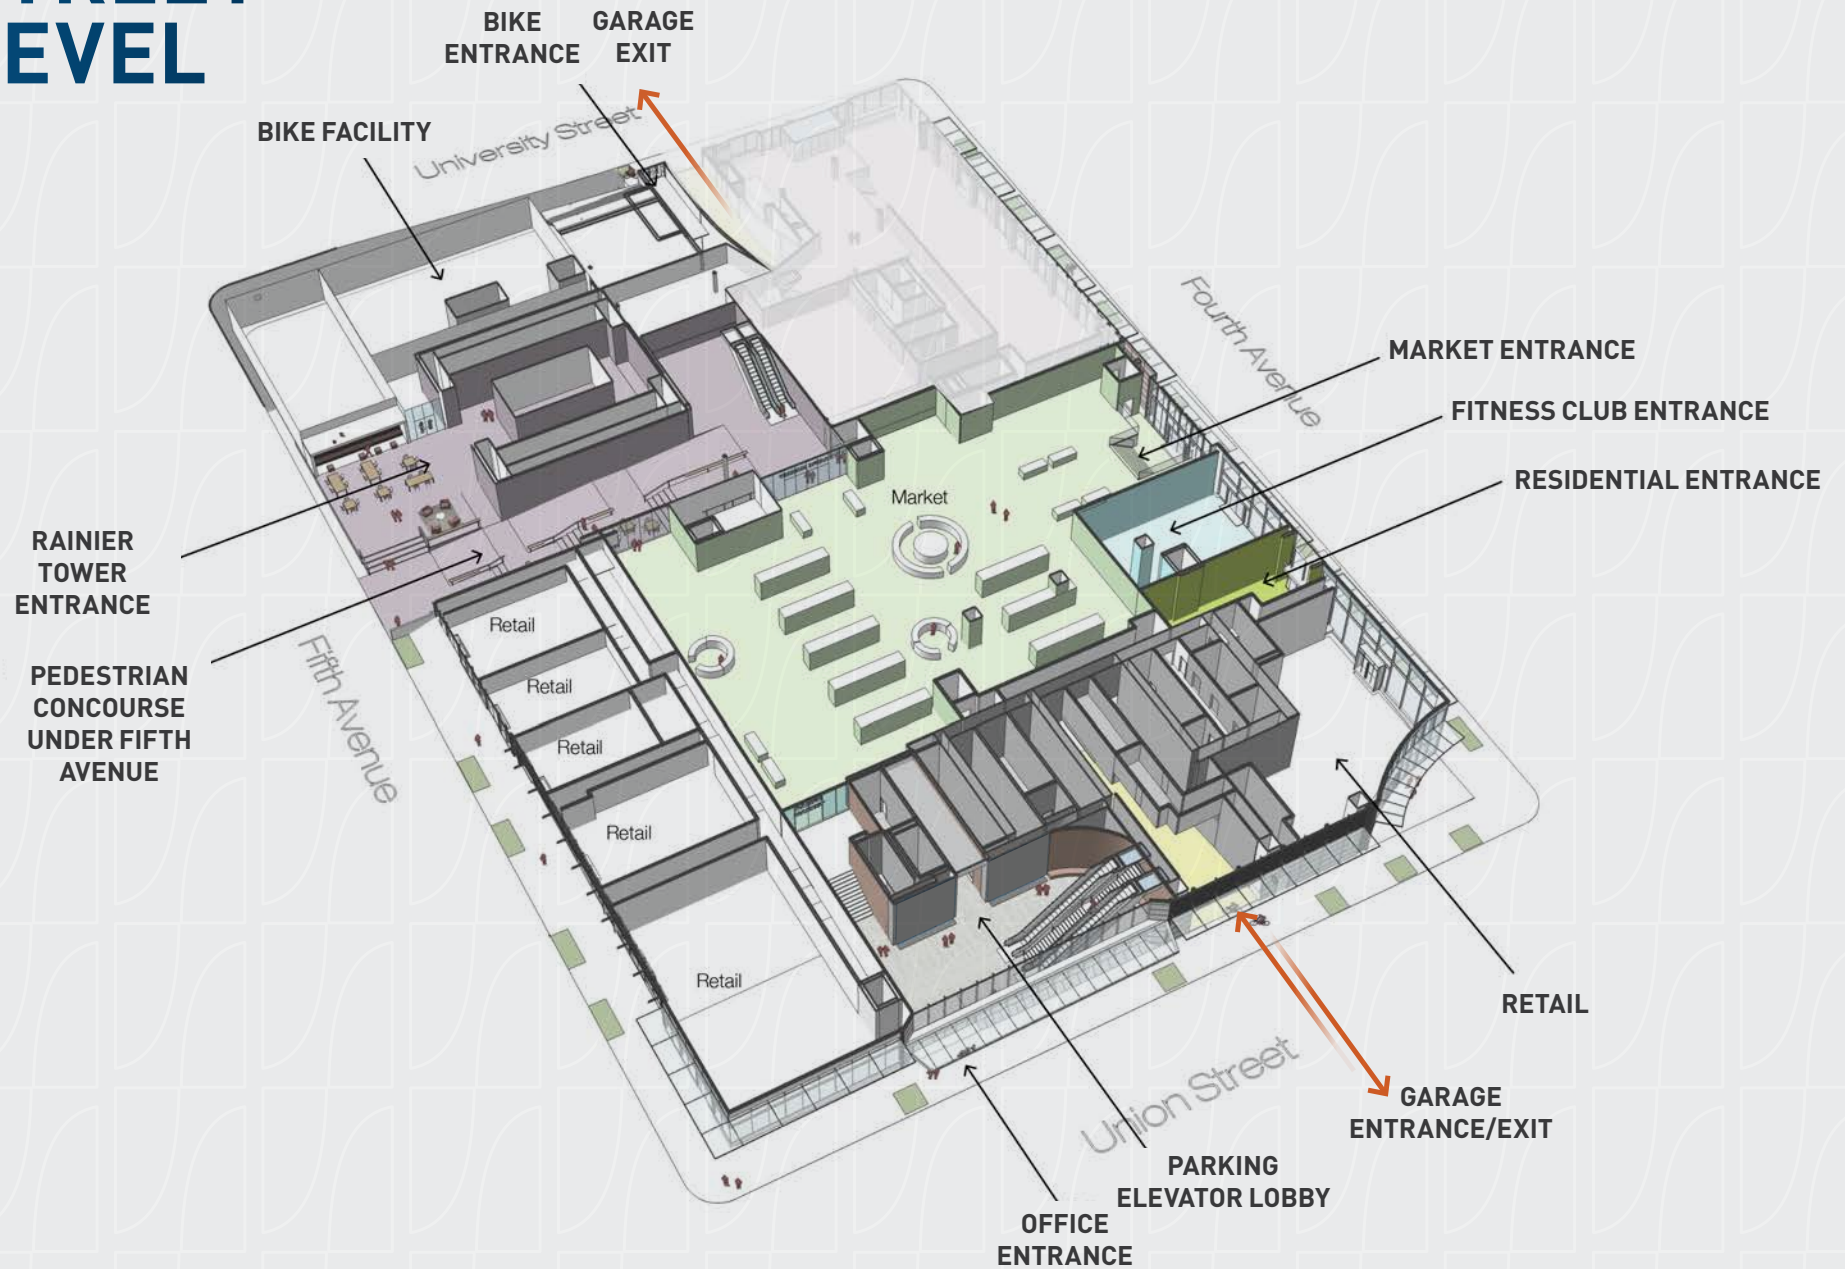 EVEL
BIKE
ENTRANCE
GARAGE
EXIT
BIKE FACILITY
University Street
Fourth Avenue
MARKET ENTRANCE
FITNESS CLUB ENTRANCE
RESIDENTIAL ENTRANCE
Market
RAINIER
TOWER
ENTRANCE
PEDESTRIAN
CONCOURSE
UNDER FIFTH
AVENUE
Fifth Avenue
Retail
Retail
Retail
Retail
Retail
RETAIL
Union Street
GARAGE
ENTRANCE/EXIT
PARKING
ELEVATOR LOBBY
OFFICE
ENTRANCE